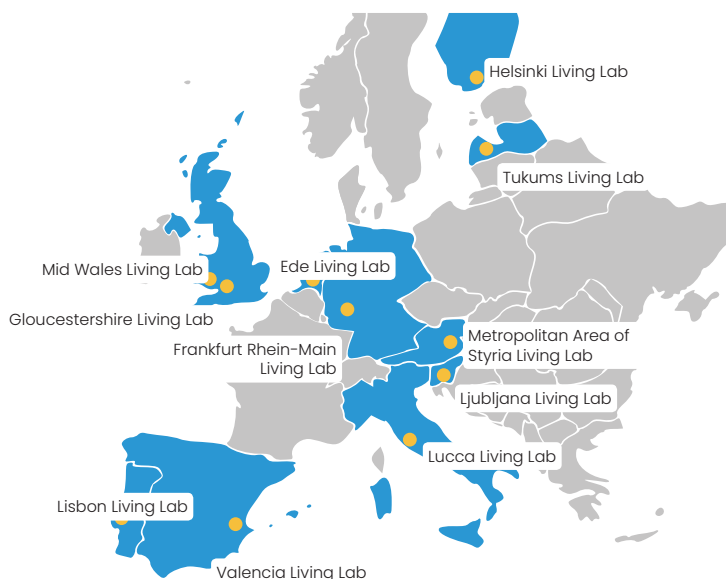 Helsinki Living Lab
Tukums Living Lab
Mid Wales Living Lab
Ede Living Lab
Gloucestershire Living Lab
Frankfurt Rhein-Main
Living Lab
Metropolitan Area of
Styria Living Lab
Ljubljana Living Lab
Lucca Living Lab
Lisbon Living Lab
Valencia Living Lab